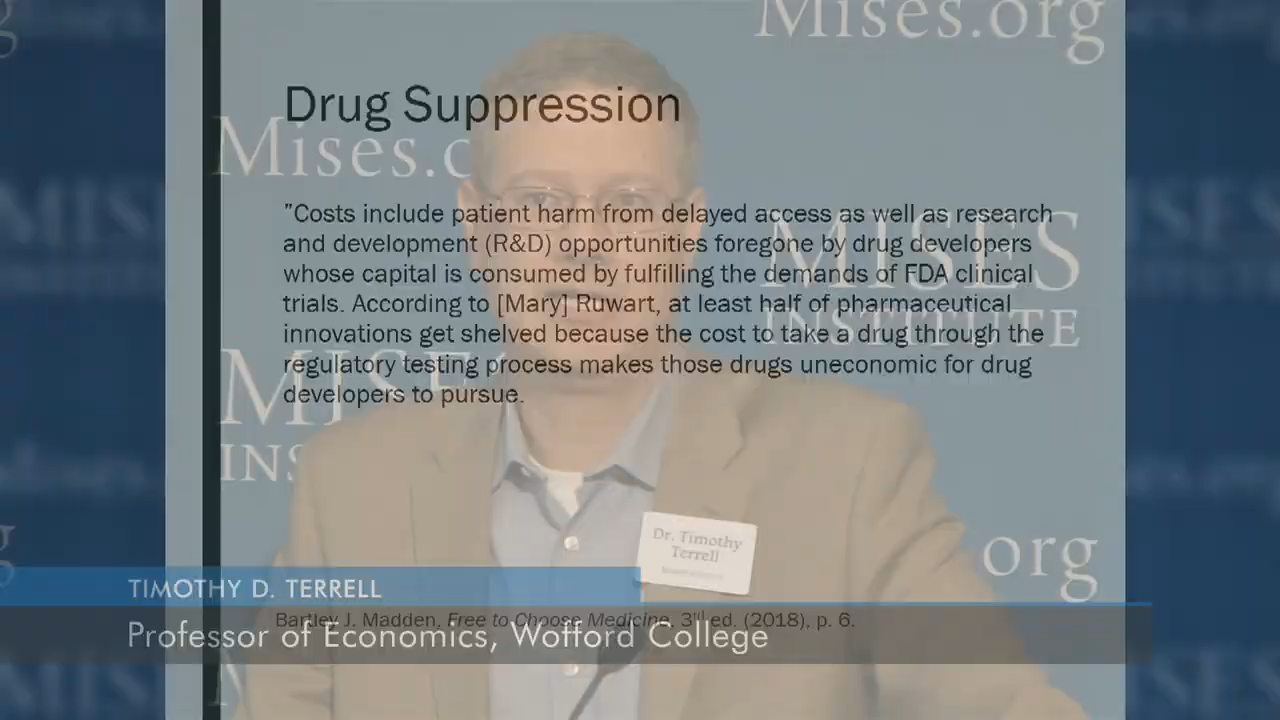 Mises.org
Drug Suppression
Mises.o
”Costs include patient harm from delayed access as well as research
and development (R&D) opportunities foregone by drug developers
whose capital is consumed by fulfilling the demands of FDA clinical
trials. According to [Mary] Ruwart, at least half of pharmaceutical
innovations get shelved because the cost to take a drug through the
regulatory testing process makes those drugs uneconomic for drug
developers to pursue.
MISES
INSTITUTE
MISES
INS
Dr. Timothy
Terrell
org
TIMOTHY D. TERRELL
Bartley J. Madden, Free to Choose Medicine, 3rd ed. (2018), p. 6.
Professor of Economics, Wofford College